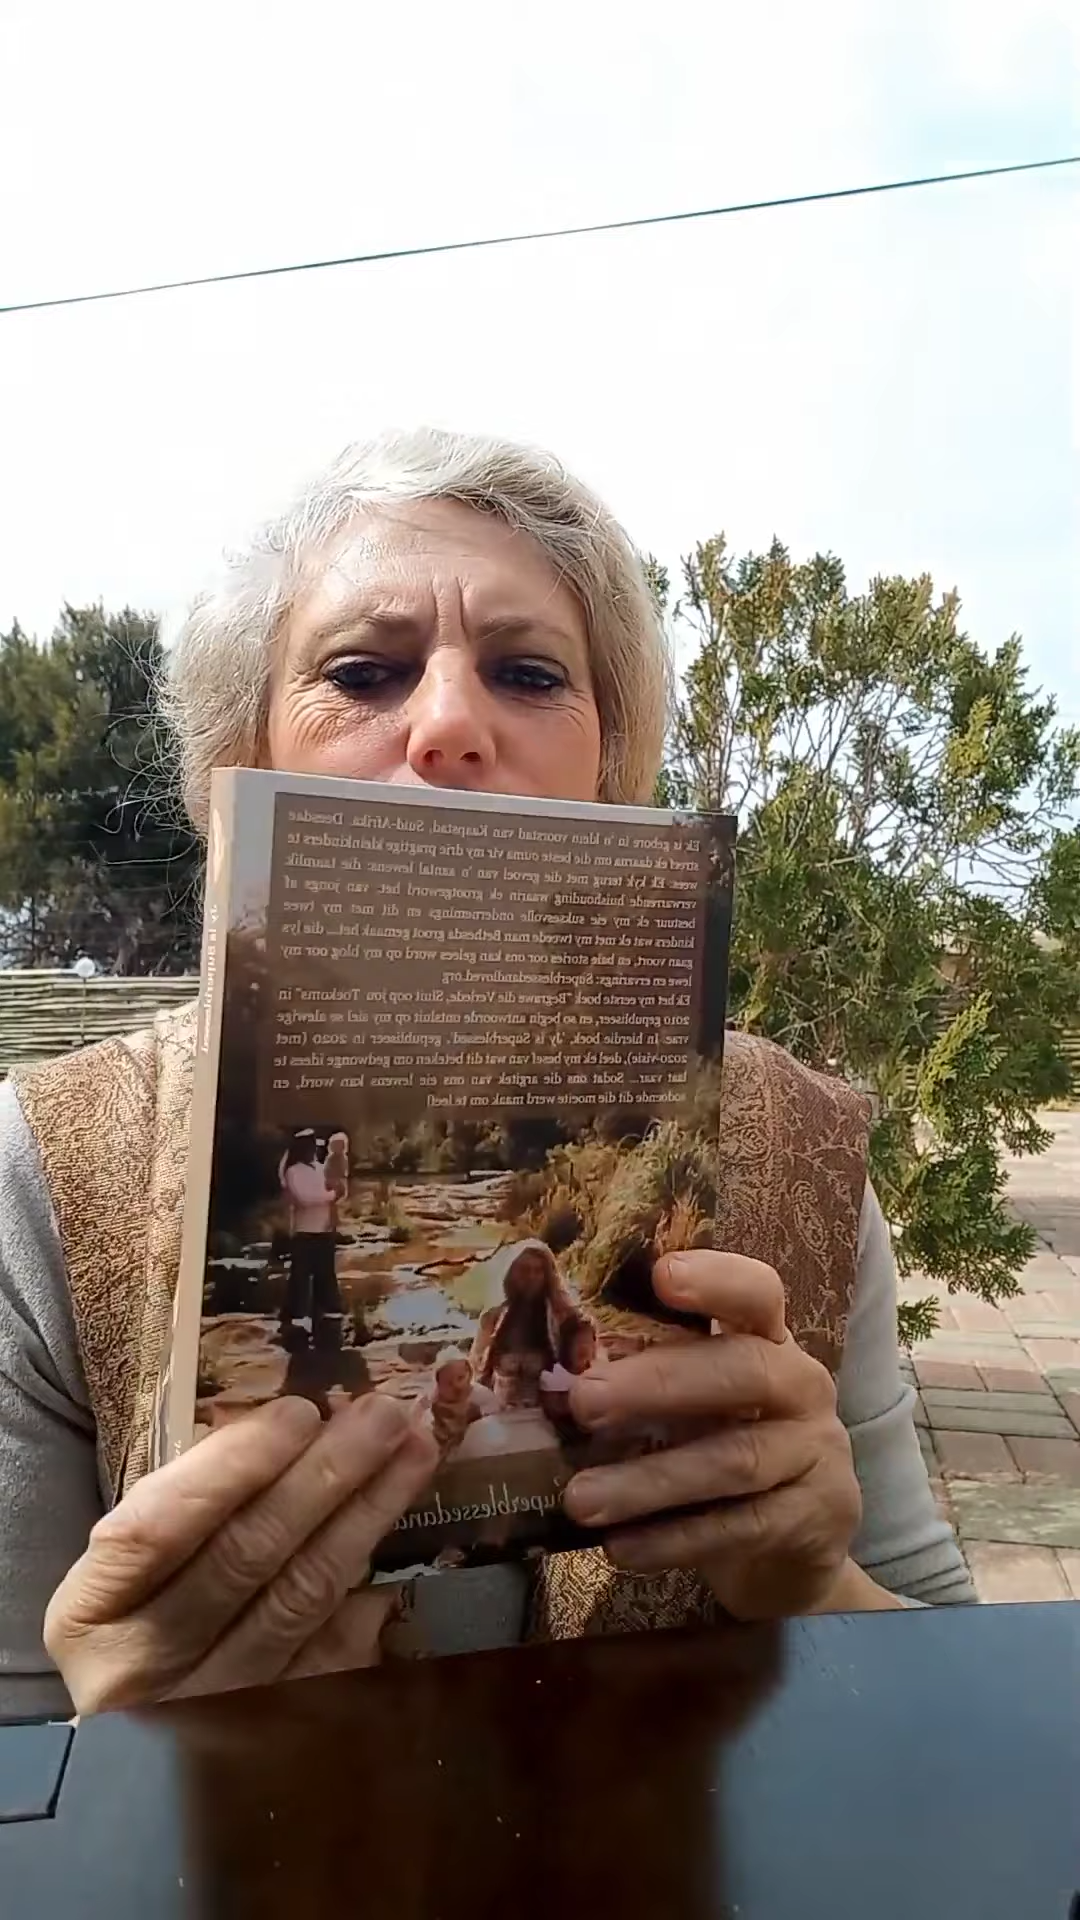 Ek is gebore in 'n klein voorstad van Kaapstad, Suid-Afrika. Deesdae
streef ek daarna om die beste ouma vir my drie pragtige kleinkinders te
wees. Ek kyk terug met die gevoel van 'n aantal lewens: die taamlik
verwarrende huishouding waarin ek grootgeword het, van jongs af
bestuur ek my eie suksesvolle ondernemings en dit met my twee
kinders wat ek met my tweede man Bethesda groot gemaak het.... die lys
gaan voort, en baie stories oor ons kan gelees word op my blog oor my
lewe en ervarings: Superblessedandloved.org
Ek het my eerste boek "Begrawe die Verlede, Sluit oop jou Toekoms" in
2010 gepubliseer, en so begin antwoorde ontsluit op my siel se alewige
vrae. In hierdie boek, 'Jy is Superblessed', gepubliseer in 2020 (met
2020-visie), deel ek my besef van wat dit beteken om gedwonge idees te
laat vaar.... Sodat ons die argitek van ons eie lewens kan word, en
sodoende dit die moeite werd maak om te leef!
Jy is Superblessed
Superblessedand